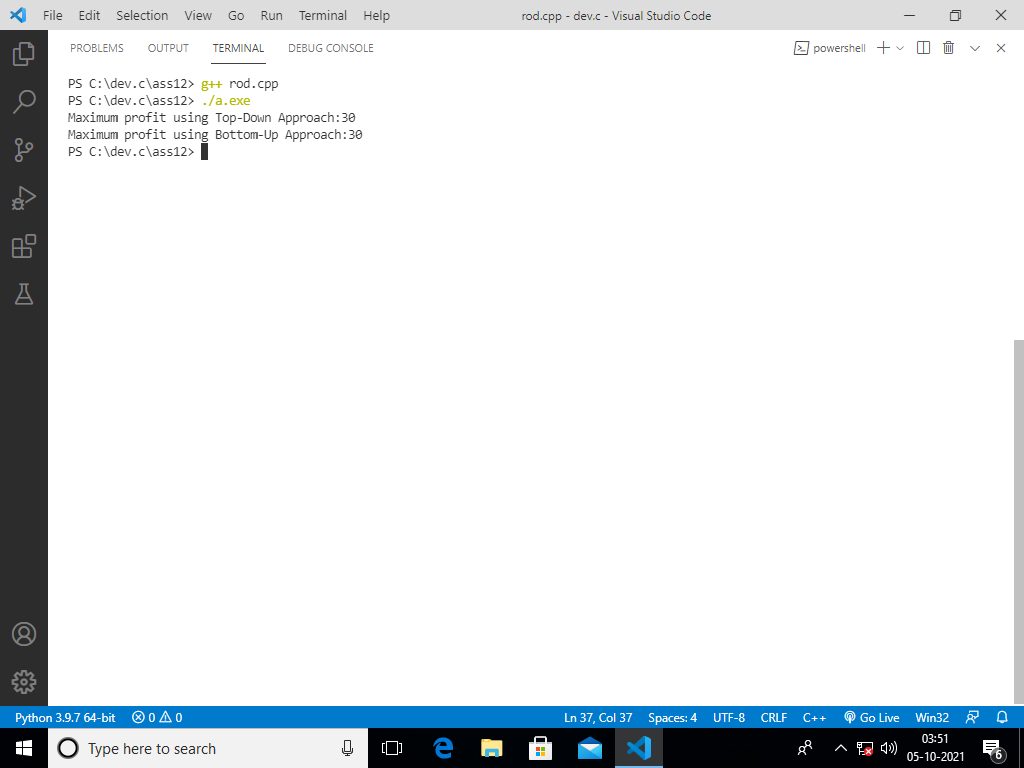 File Edit Selection View Go Run Terminal Help rod.cpp - dev.c - Visual Studio Code
PROBLEMS OUTPUT TERMINAL DEBUG CONSOLE powershell
PS C:\dev.c\ass12> g++ rod.cpp
PS C:\dev.c\ass12> ./a.exe
Maximum profit using Top-Down Approach:30
Maximum profit using Bottom-Up Approach:30
PS C:\dev.c\ass12>
Python 3.9.7 64-bit 0 0 Ln 37, Col 37 Spaces: 4 UTF-8 CRLF C++ Go Live Win32
Type here to search
03:51
05-10-2021
6